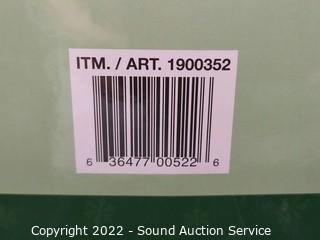 ITM. / ART. 1900352
6 36477 00522 6
Copyright 2022 - Sound Auction Service